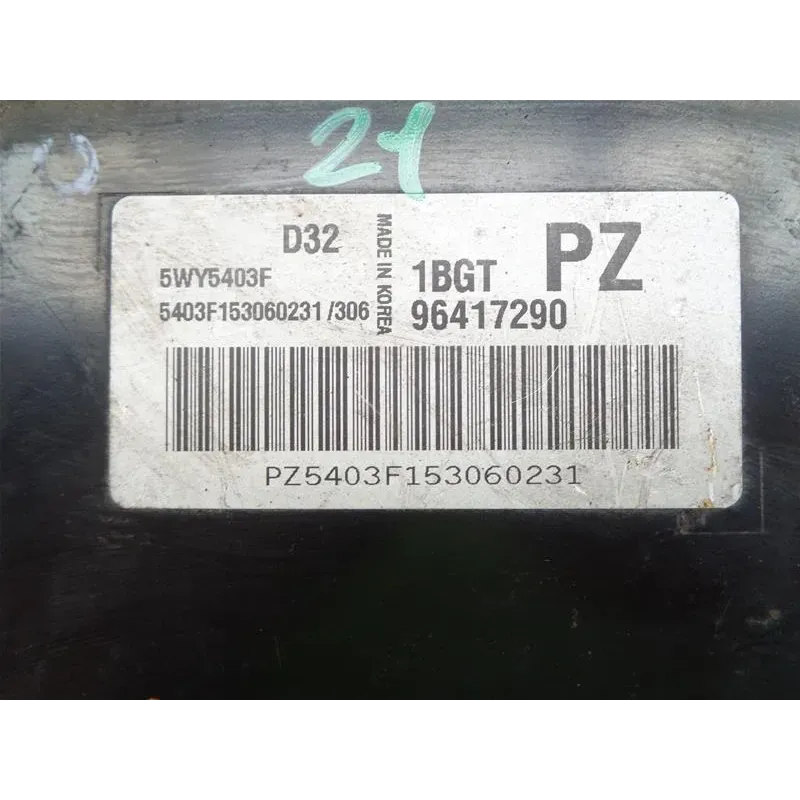 21
D32
MADE IN KOREA
1BGT PZ
5WY5403F
5403F153060231 /306
96417290
PZ5403F153060231